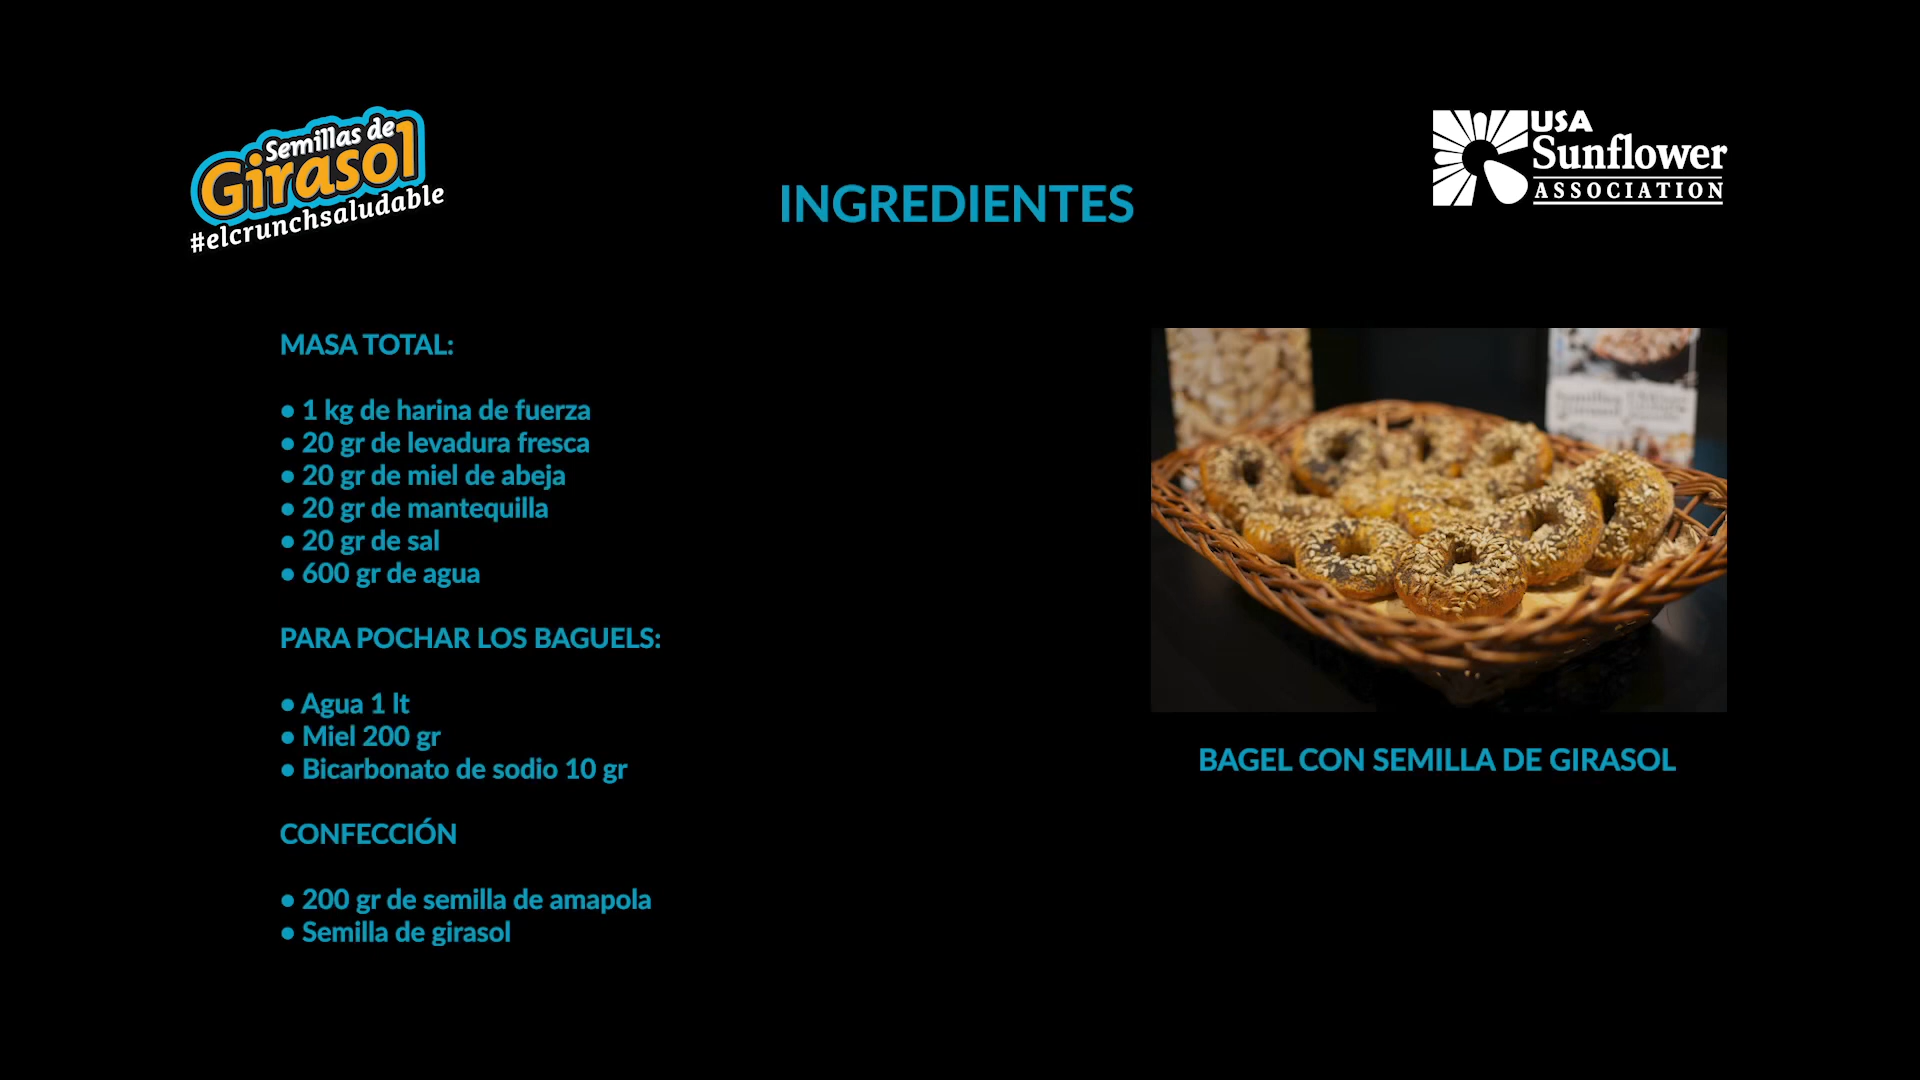 Semillas de
Girasol
#elcrunchsaludable
USA
Sunflower
ASSOCIATION
INGREDIENTES
MASA TOTAL:
● 1 kg de harina de fuerza
● 20 gr de levadura fresca
● 20 gr de miel de abeja
● 20 gr de mantequilla
● 20 gr de sal
● 600 gr de agua
PARA POCHAR LOS BAGUELS:
● Agua 1 lt
● Miel 200 gr
● Bicarbonato de sodio 10 gr
CONFECCIÓN
● 200 gr de semilla de amapola
● Semilla de girasol
BAGEL CON SEMILLA DE GIRASOL